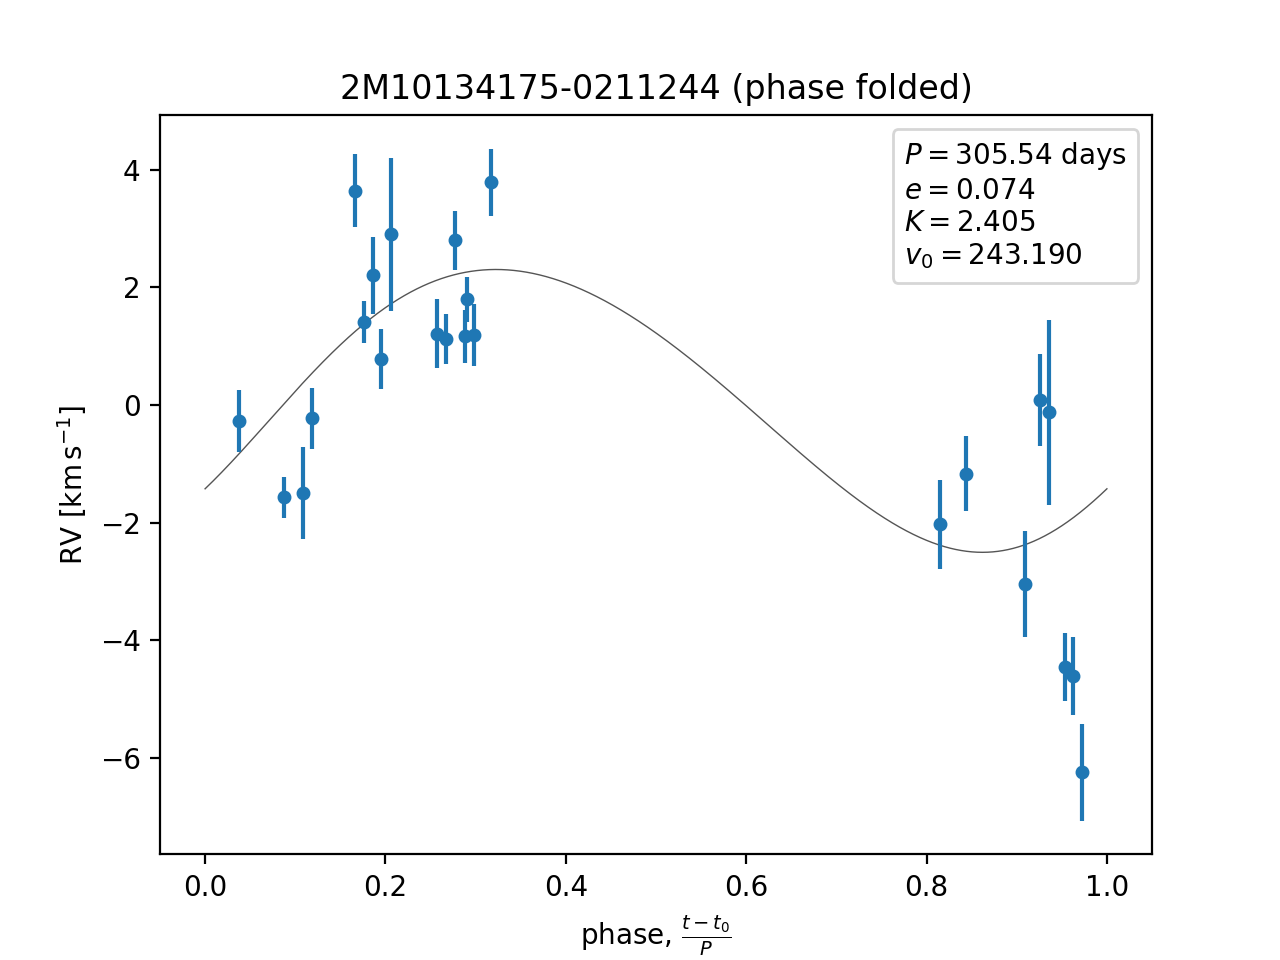 2M10134175-0211244 (phase folded)
P = 305.54 days
e = 0.074
K = 2.405
v₀ = 243.190
4
2
0
−2
−4
−6
RV [km s⁻¹]
0.0 0.2 0.4 0.6 0.8 1.0
phase, (t − t₀)/P